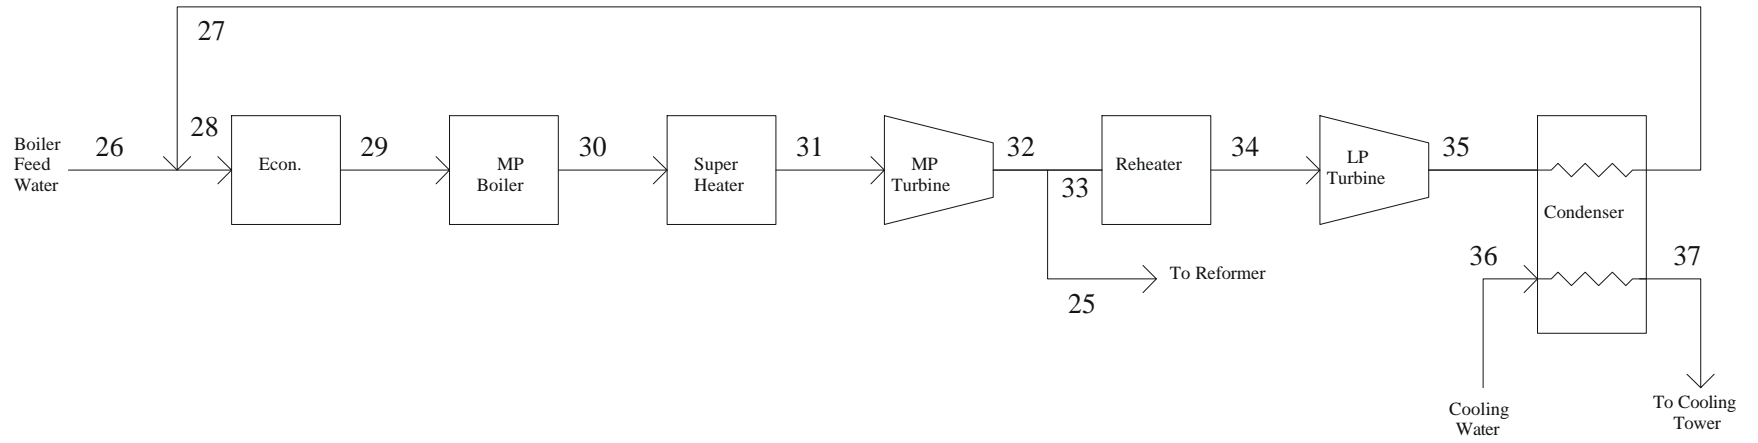 27
Boiler
Feed
Water
26
28
Econ.
29
MP
Boiler
30
Super
Heater
31
MP
Turbine
32
33
Reheater
34
LP
Turbine
35
Condenser
25
To Reformer
36
37
Cooling
Water
To Cooling
Tower